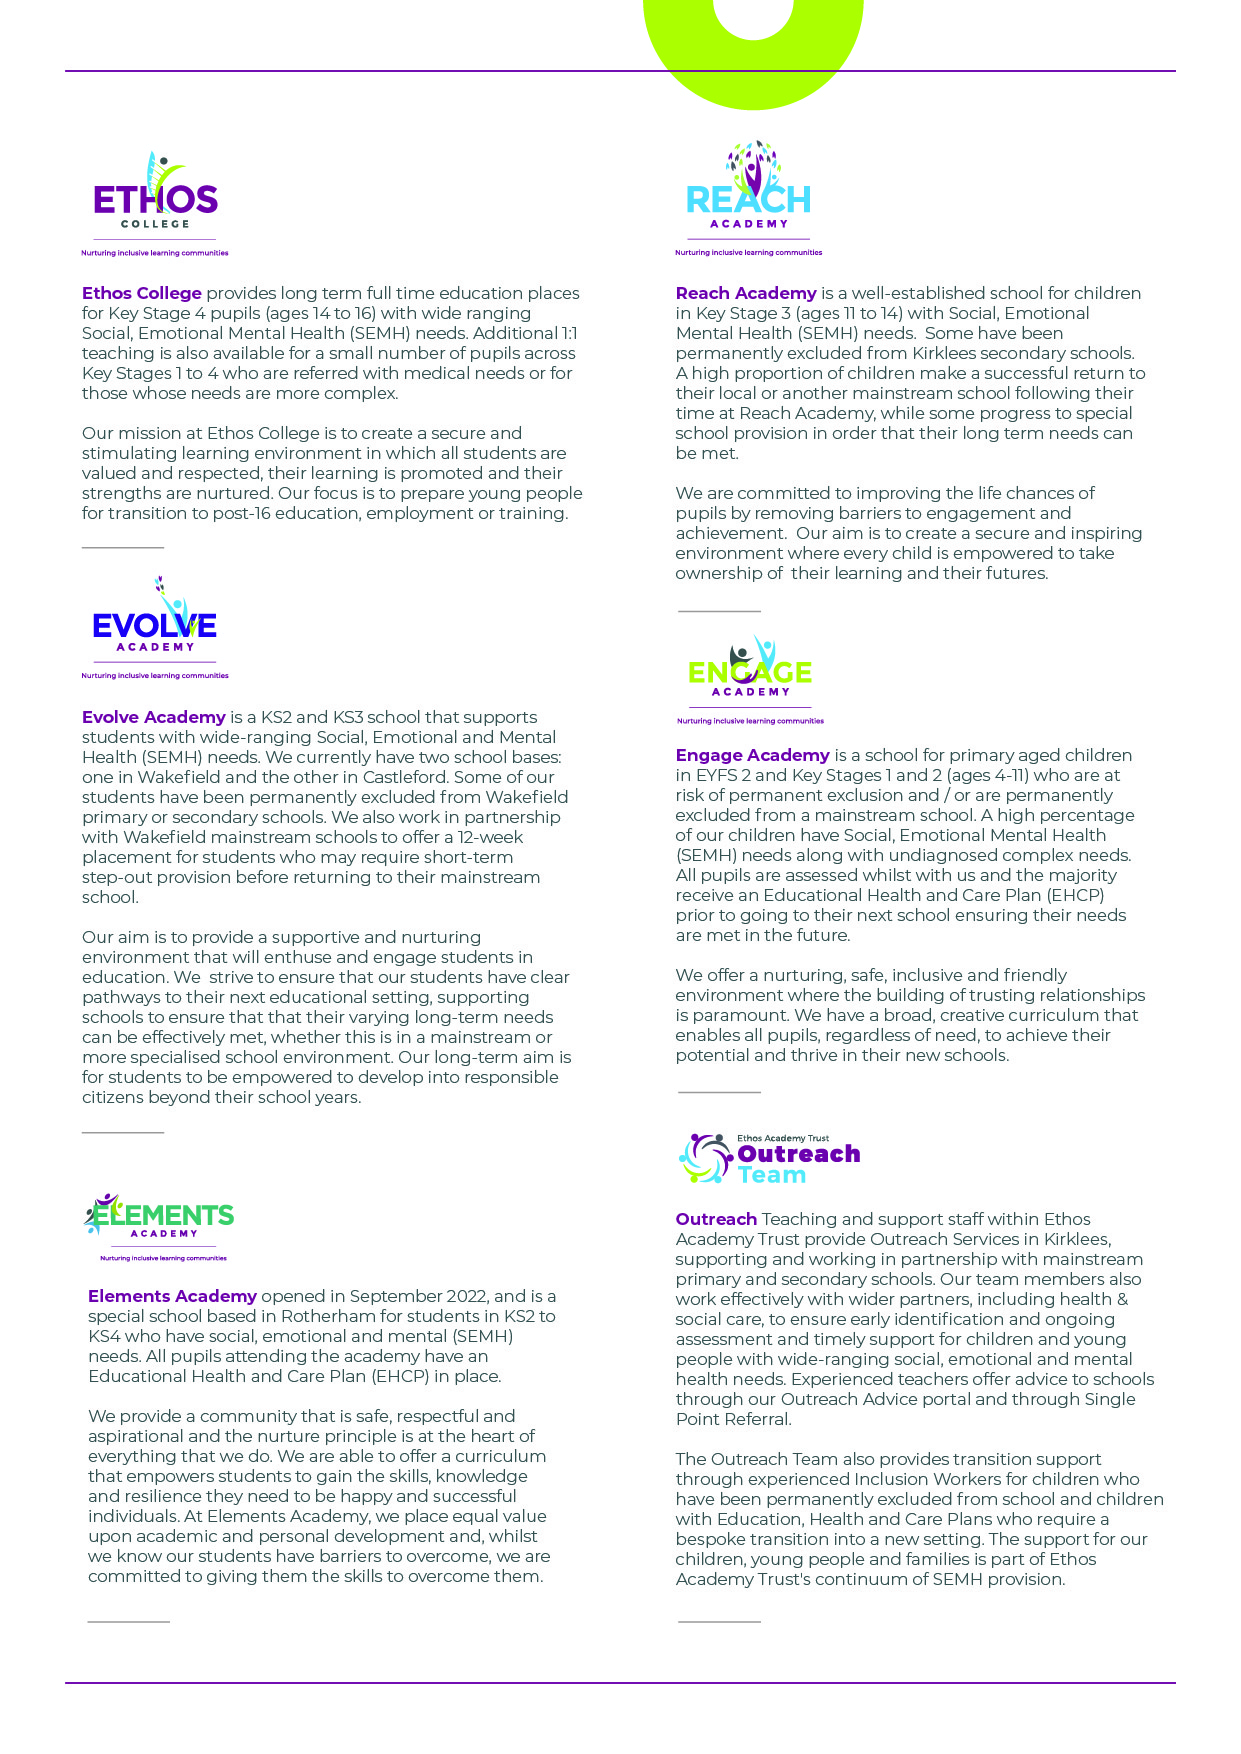 ETHOS
COLLEGE
Nurturing inclusive learning communities
Ethos College provides long term full time education places
for Key Stage 4 pupils (ages 14 to 16) with wide ranging
Social, Emotional Mental Health (SEMH) needs. Additional 1:1
teaching is also available for a small number of pupils across
Key Stages 1 to 4 who are referred with medical needs or for
those whose needs are more complex.
Our mission at Ethos College is to create a secure and
stimulating learning environment in which all students are
valued and respected, their learning is promoted and their
strengths are nurtured. Our focus is to prepare young people
for transition to post-16 education, employment or training.
EVOLVE
ACADEMY
Nurturing inclusive learning communities
Evolve Academy is a KS2 and KS3 school that supports
students with wide-ranging Social, Emotional and Mental
Health (SEMH) needs. We currently have two school bases:
one in Wakefield and the other in Castleford. Some of our
students have been permanently excluded from Wakefield
primary or secondary schools. We also work in partnership
with Wakefield mainstream schools to offer a 12-week
placement for students who may require short-term
step-out provision before returning to their mainstream
school.
Our aim is to provide a supportive and nurturing
environment that will enthuse and engage students in
education. We  strive to ensure that our students have clear
pathways to their next educational setting, supporting
schools to ensure that that their varying long-term needs
can be effectively met, whether this is in a mainstream or
more specialised school environment. Our long-term aim is
for students to be empowered to develop into responsible
citizens beyond their school years.
ELEMENTS
ACADEMY
Nurturing inclusive learning communities
Elements Academy opened in September 2022, and is a
special school based in Rotherham for students in KS2 to
KS4 who have social, emotional and mental (SEMH)
needs. All pupils attending the academy have an
Educational Health and Care Plan (EHCP) in place.
We provide a community that is safe, respectful and
aspirational and the nurture principle is at the heart of
everything that we do. We are able to offer a curriculum
that empowers students to gain the skills, knowledge
and resilience they need to be happy and successful
individuals. At Elements Academy, we place equal value
upon academic and personal development and, whilst
we know our students have barriers to overcome, we are
committed to giving them the skills to overcome them.
REACH
ACADEMY
Nurturing inclusive learning communities
Reach Academy is a well-established school for children
in Key Stage 3 (ages 11 to 14) with Social, Emotional
Mental Health (SEMH) needs.  Some have been
permanently excluded from Kirklees secondary schools.
A high proportion of children make a successful return to
their local or another mainstream school following their
time at Reach Academy, while some progress to special
school provision in order that their long term needs can
be met.
We are committed to improving the life chances of
pupils by removing barriers to engagement and
achievement.  Our aim is to create a secure and inspiring
environment where every child is empowered to take
ownership of  their learning and their futures.
ENGAGE
ACADEMY
Nurturing inclusive learning communities
Engage Academy is a school for primary aged children
in EYFS 2 and Key Stages 1 and 2 (ages 4-11) who are at
risk of permanent exclusion and / or are permanently
excluded from a mainstream school. A high percentage
of our children have Social, Emotional Mental Health
(SEMH) needs along with undiagnosed complex needs.
All pupils are assessed whilst with us and the majority
receive an Educational Health and Care Plan (EHCP)
prior to going to their next school ensuring their needs
are met in the future.
We offer a nurturing, safe, inclusive and friendly
environment where the building of trusting relationships
is paramount. We have a broad, creative curriculum that
enables all pupils, regardless of need, to achieve their
potential and thrive in their new schools.
Ethos Academy Trust
Outreach
Team
Outreach Teaching and support staff within Ethos
Academy Trust provide Outreach Services in Kirklees,
supporting and working in partnership with mainstream
primary and secondary schools. Our team members also
work effectively with wider partners, including health &
social care, to ensure early identification and ongoing
assessment and timely support for children and young
people with wide-ranging social, emotional and mental
health needs. Experienced teachers offer advice to schools
through our Outreach Advice portal and through Single
Point Referral.
The Outreach Team also provides transition support
through experienced Inclusion Workers for children who
have been permanently excluded from school and children
with Education, Health and Care Plans who require a
bespoke transition into a new setting. The support for our
children, young people and families is part of Ethos
Academy Trust's continuum of SEMH provision.